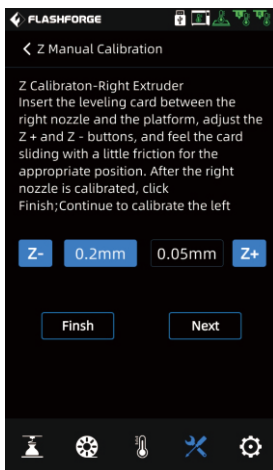 FLASHFORGE
Z Manual Calibration
Z Calibraton-Right Extruder
Insert the leveling card between the
right nozzle and the platform, adjust the
Z + and Z - buttons, and feel the card
sliding with a little friction for the
appropriate position. After the right
nozzle is calibrated, click
Finish;Continue to calibrate the left
Z- 0.2mm 0.05mm Z+
Finsh Next